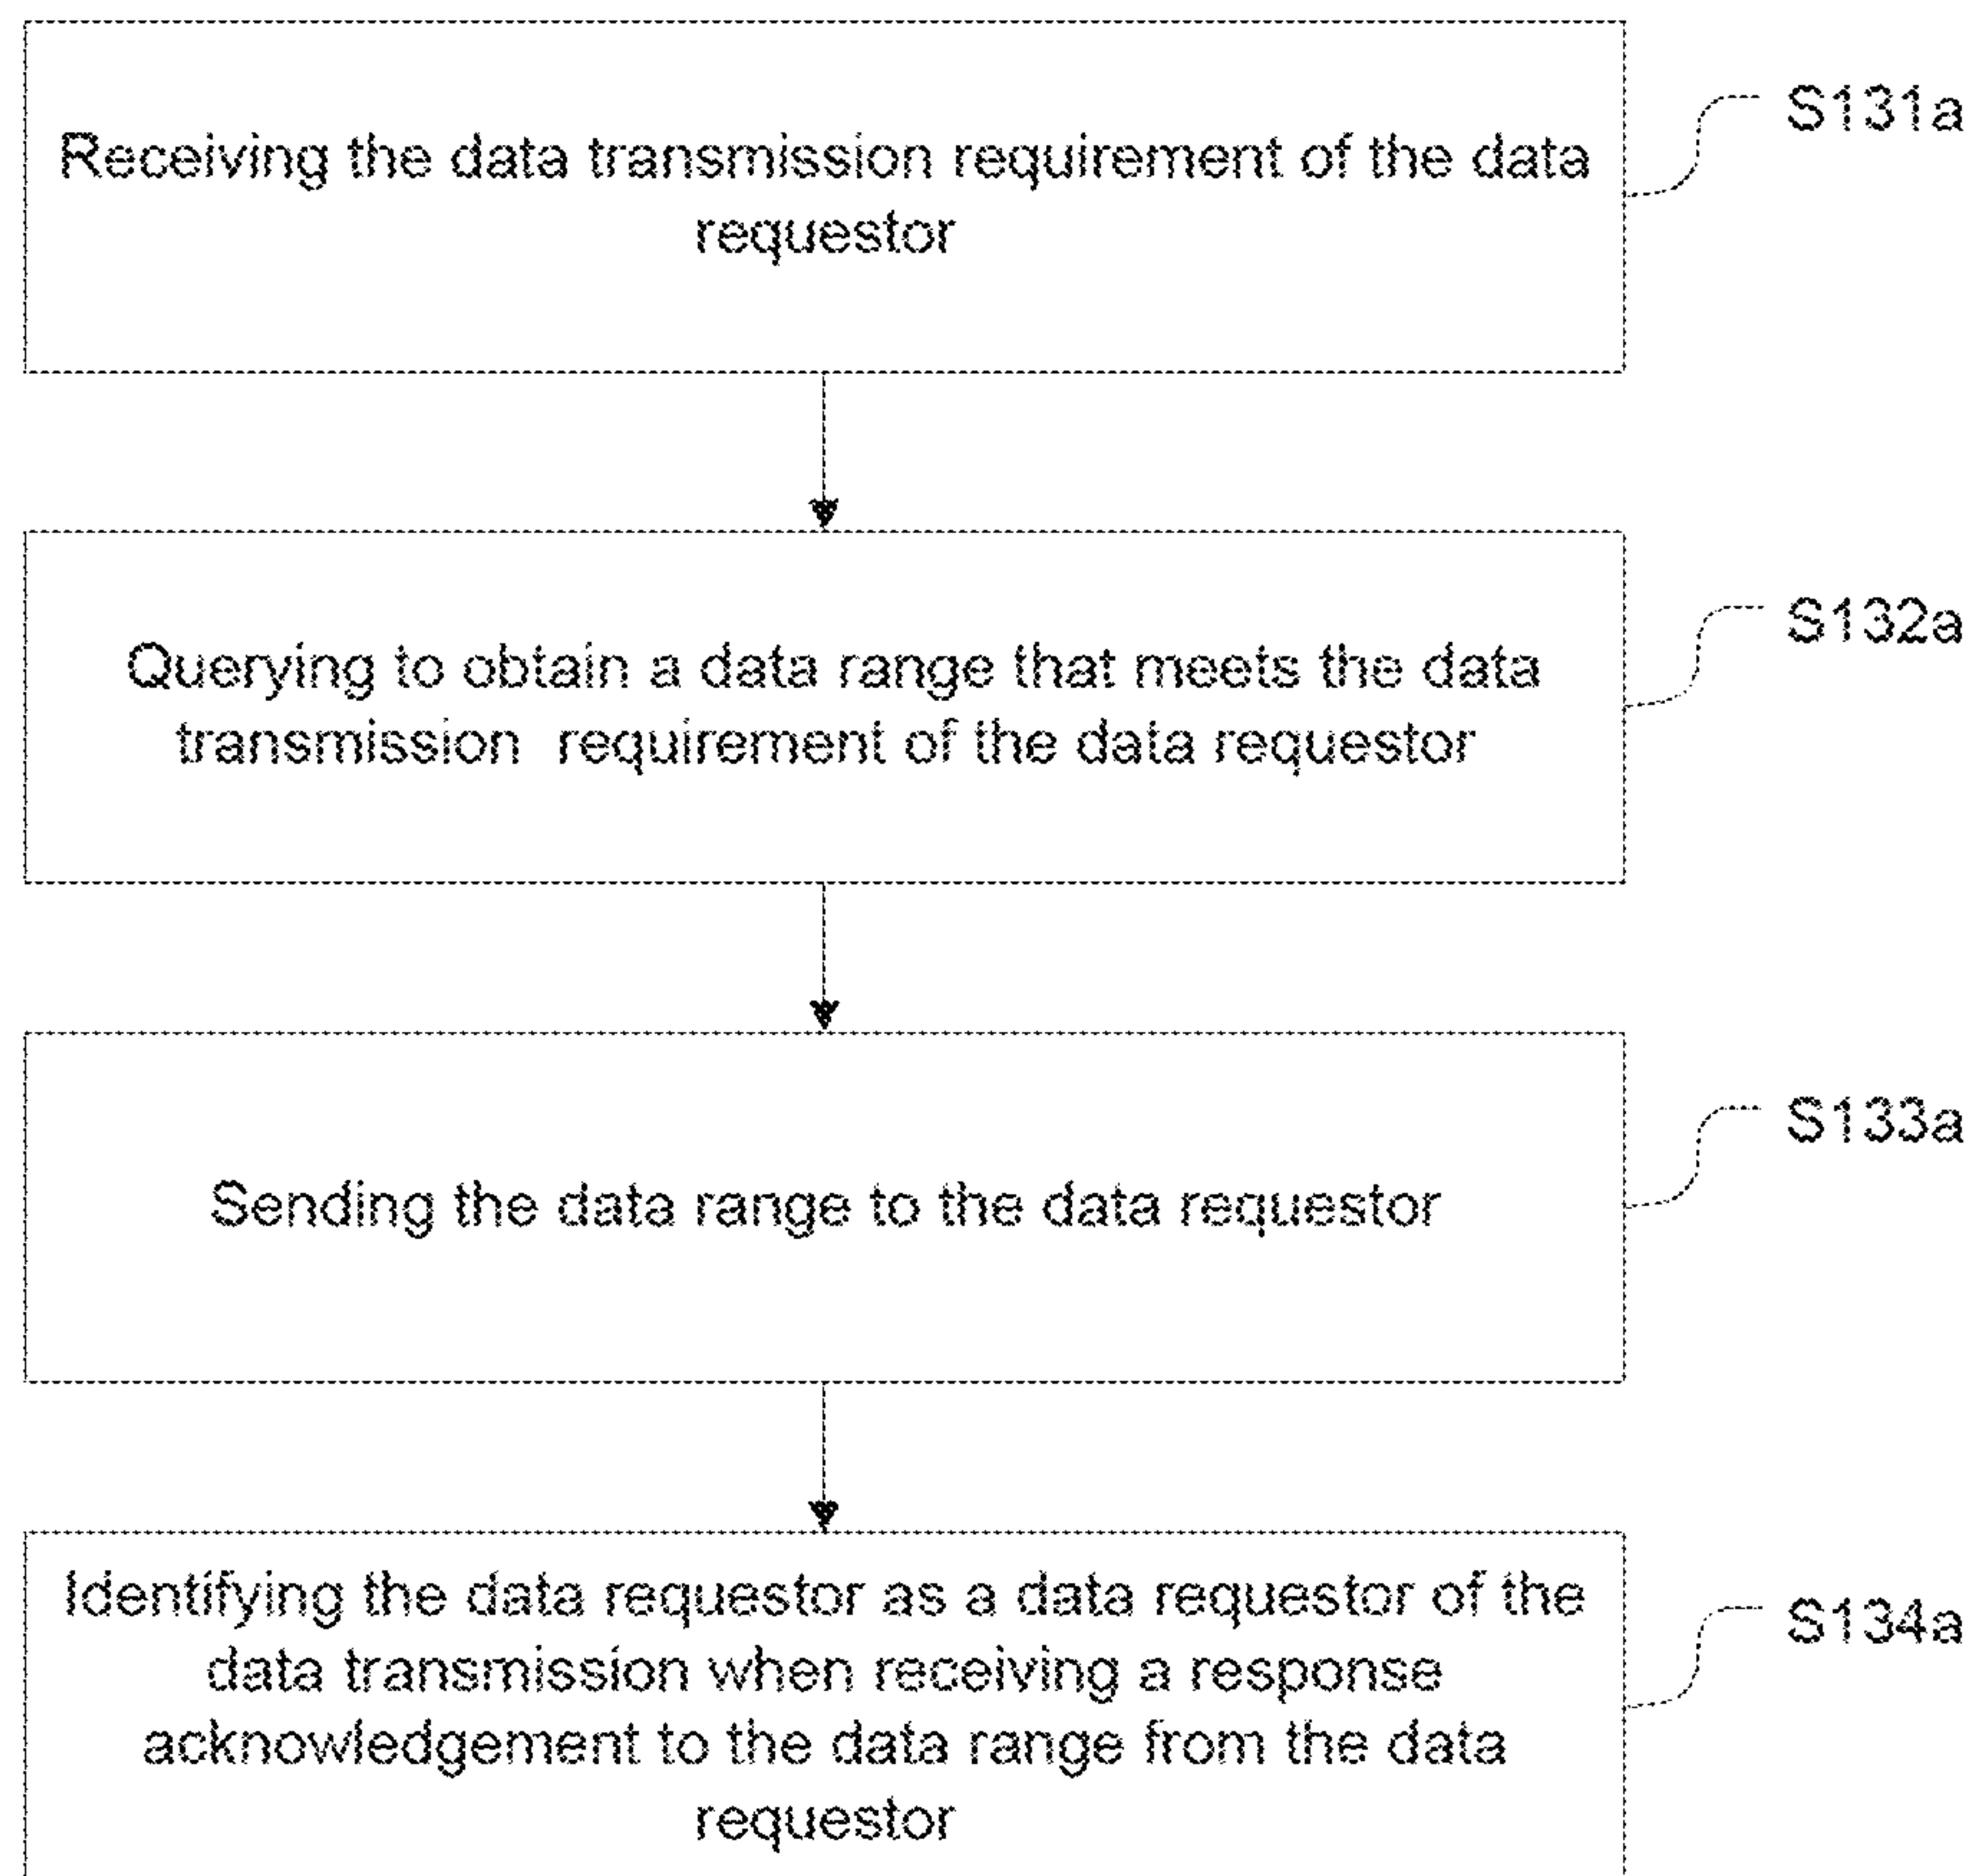 Receiving the data transmission requirement of the data
requestor
S131a
Querying to obtain a data range that meets the data
transmission requirement of the data requestor
S132a
Sending the data range to the data requestor
S133a
Identifying the data requestor as a data requestor of the
data transmission when receiving a response
acknowledgement to the data range from the data
requestor
S134a